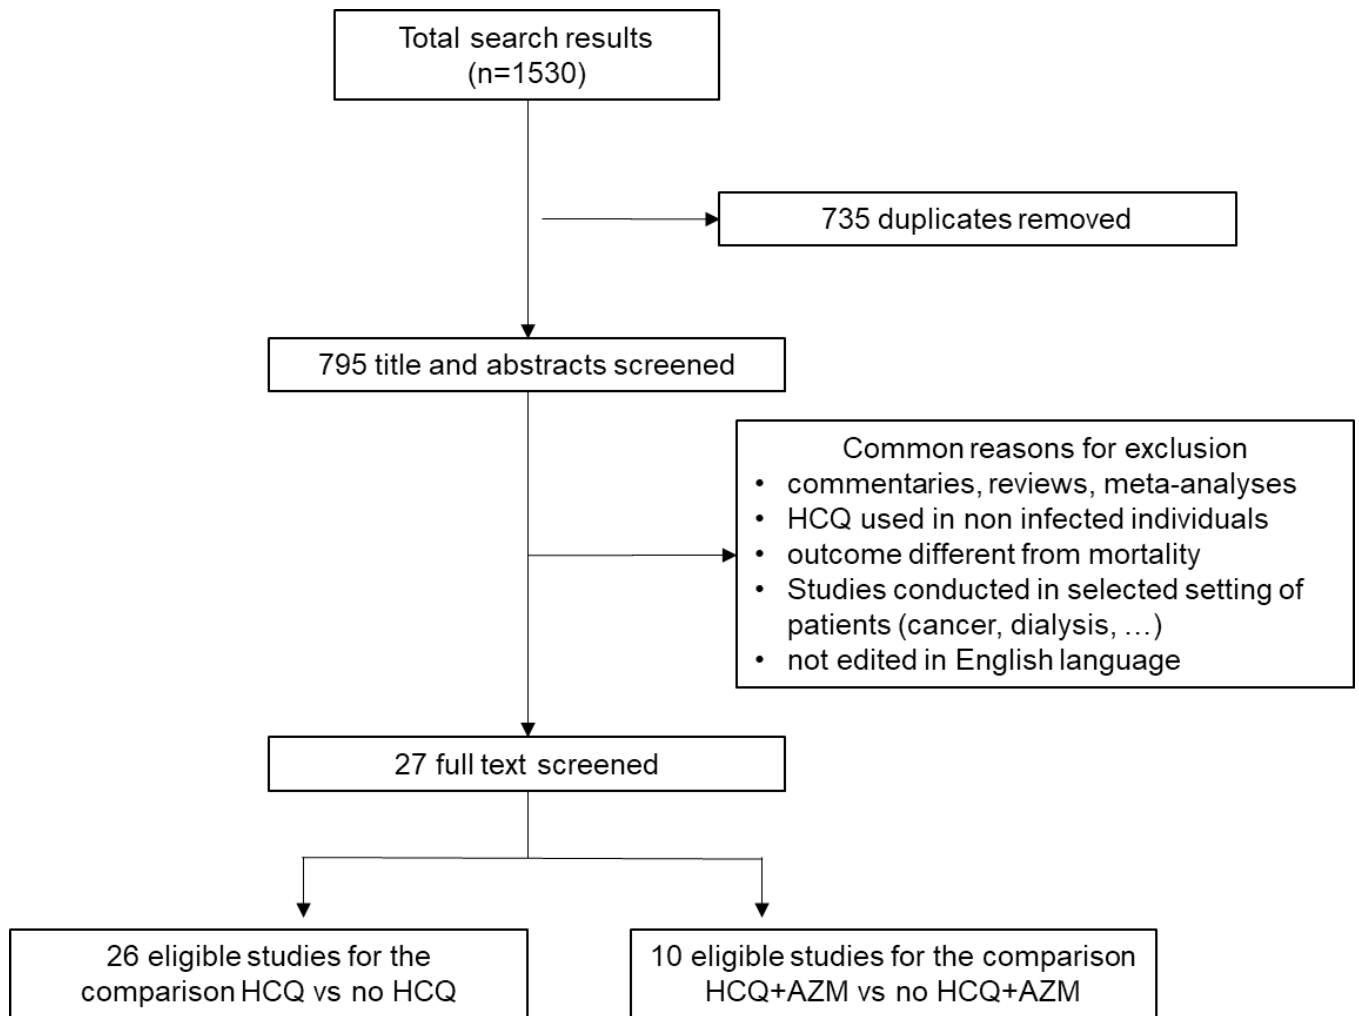 Total search results
(n=1530)
735 duplicates removed
795 title and abstracts screened
Common reasons for exclusion
• commentaries, reviews, meta-analyses
• HCQ used in non infected individuals
• outcome different from mortality
• Studies conducted in selected setting of
patients (cancer, dialysis, …)
• not edited in English language
27 full text screened
26 eligible studies for the
comparison HCQ vs no HCQ
10 eligible studies for the comparison
HCQ+AZM vs no HCQ+AZM